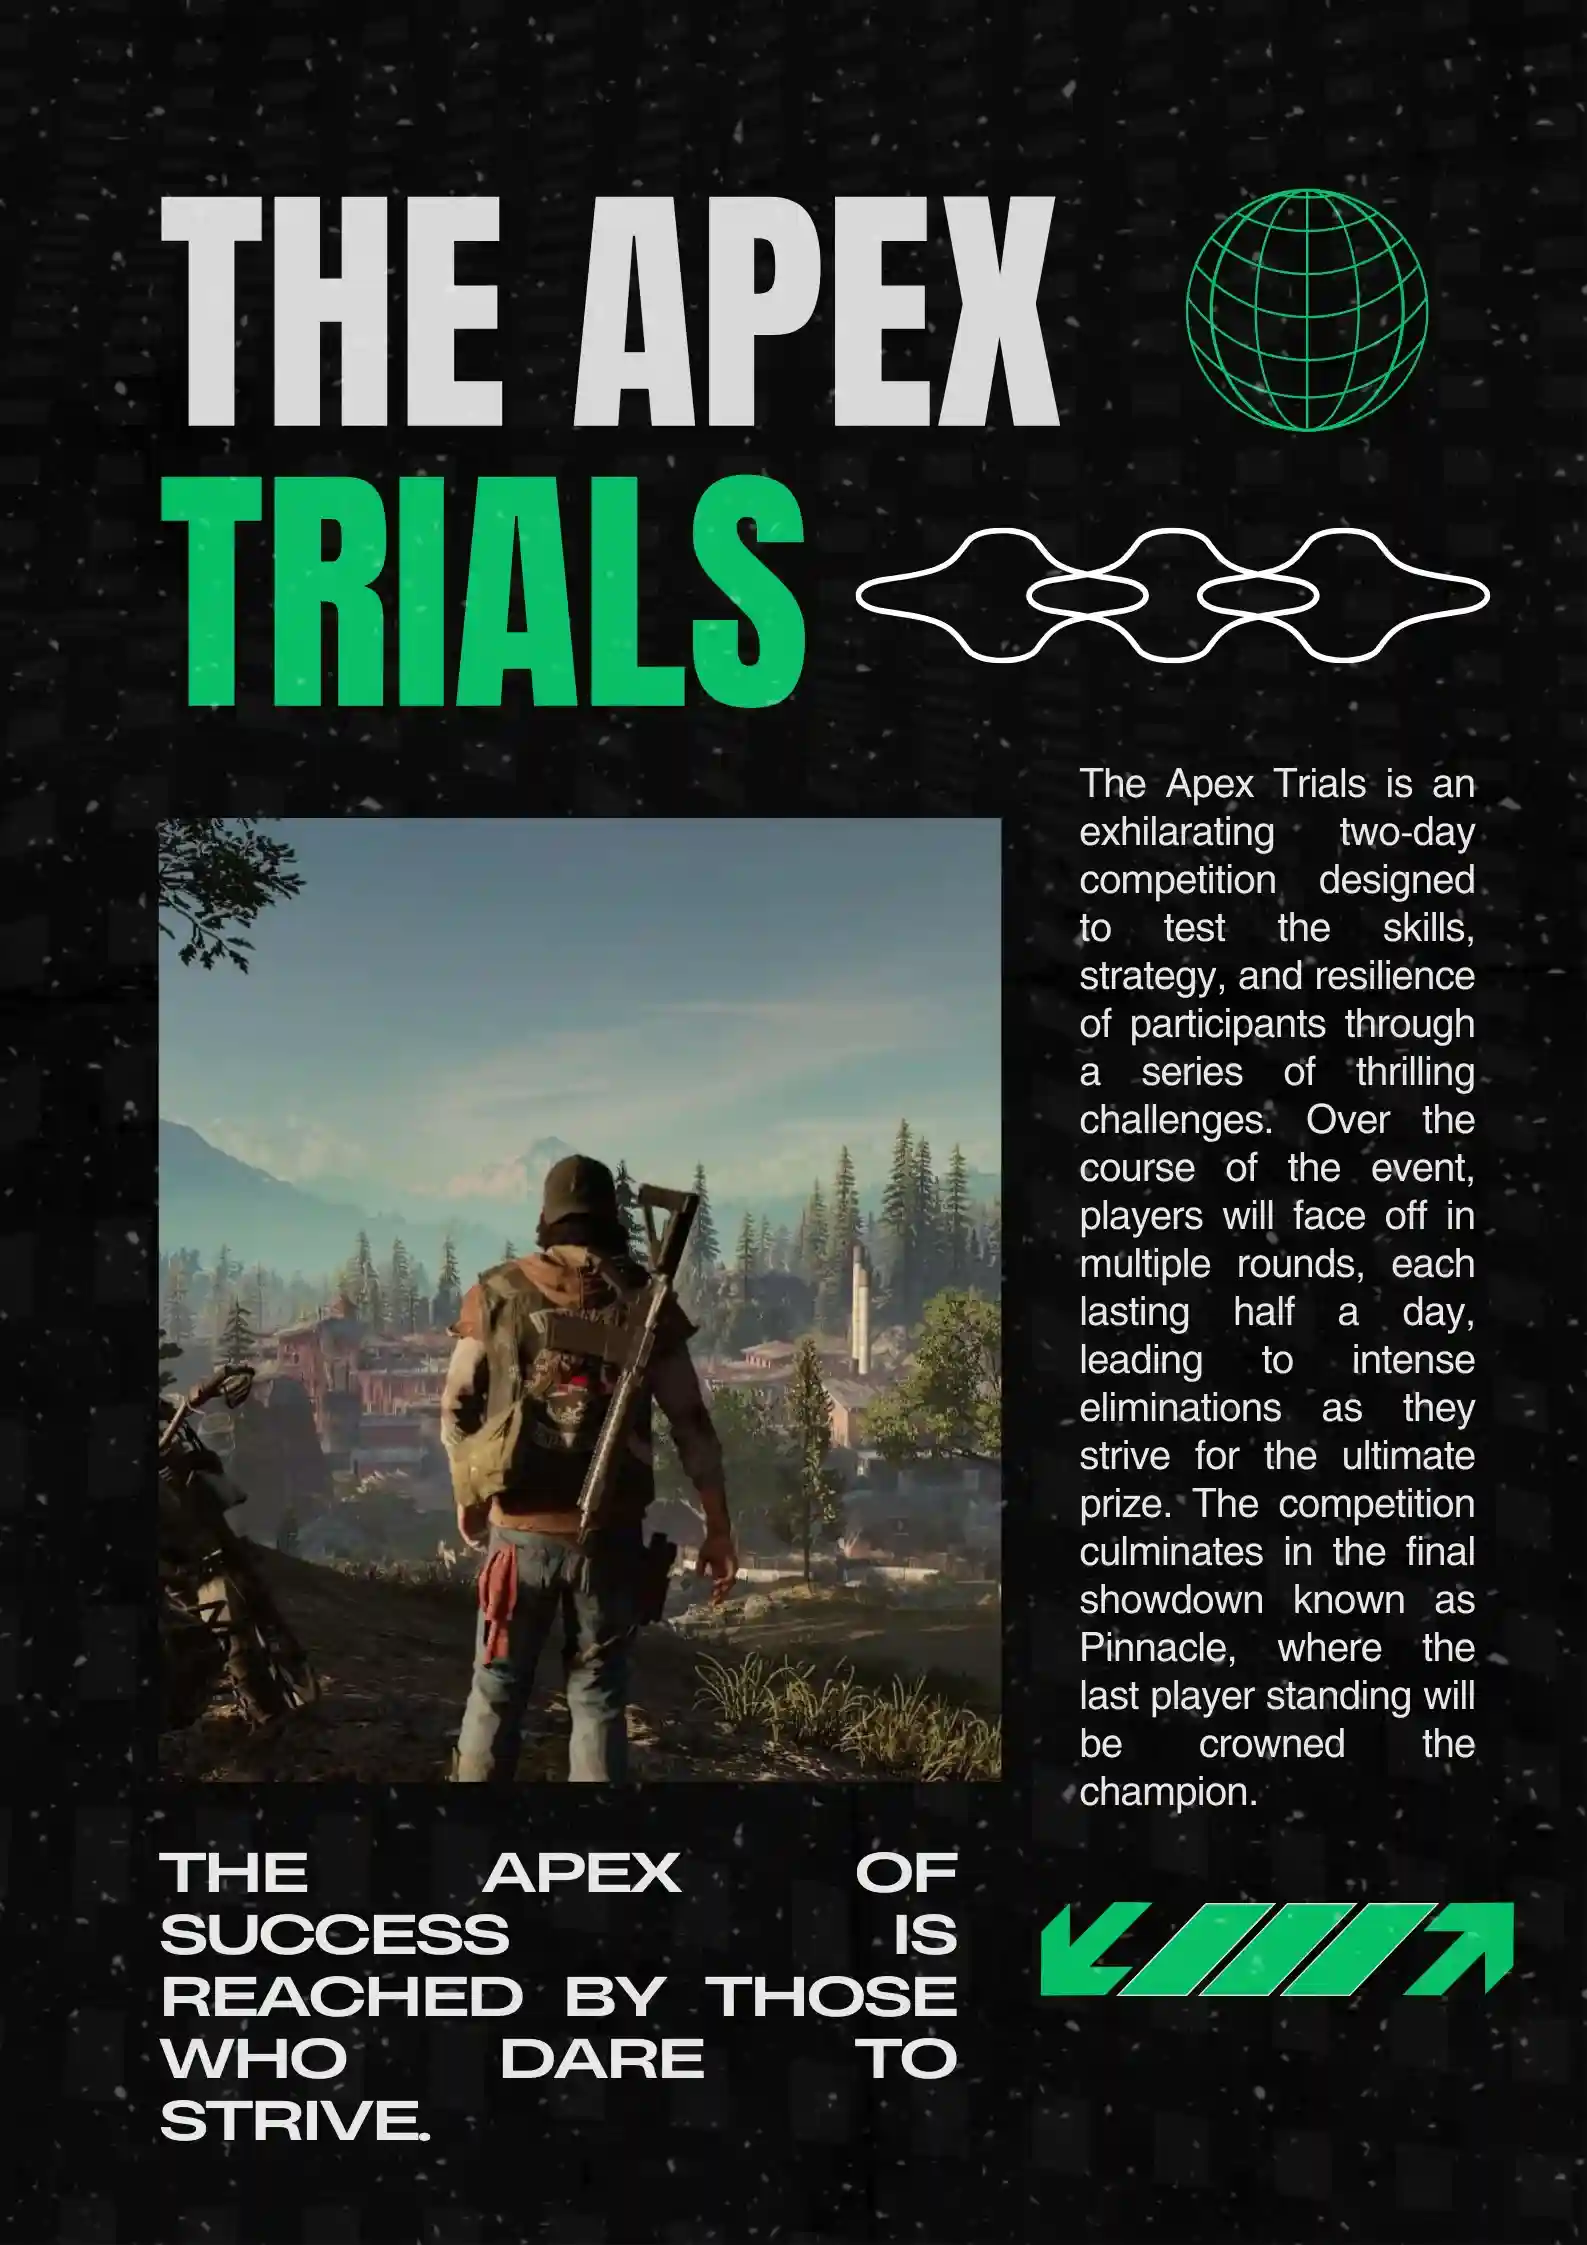 THE APEX
TRIALS
The Apex Trials is an
exhilarating two-day
competition designed
to test the skills,
strategy, and resilience
of participants through
a series of thrilling
challenges. Over the
course of the event,
players will face off in
multiple rounds, each
lasting half a day,
leading to intense
eliminations as they
strive for the ultimate
prize. The competition
culminates in the final
showdown known as
Pinnacle, where the
last player standing will
be crowned the
champion.
THE APEX OF
SUCCESS IS
REACHED BY THOSE
WHO DARE TO
STRIVE.